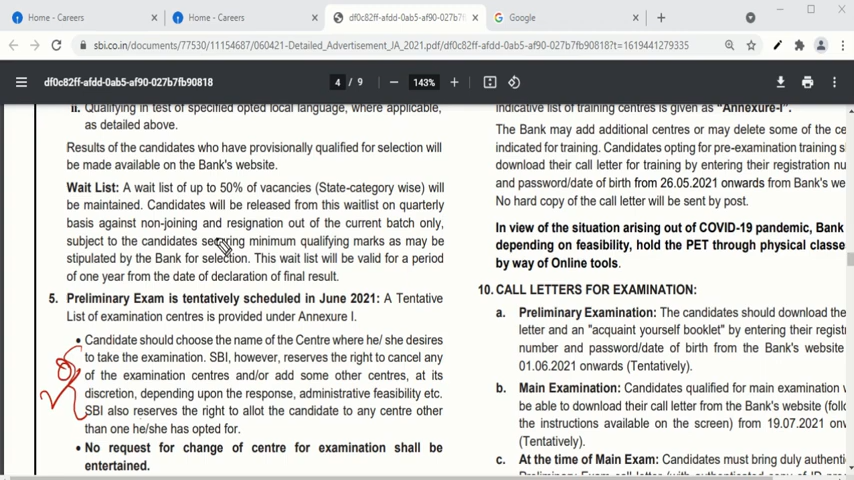 Home - Careers
Home - Careers
df0c82ff-afdd-0ab5-af90-027b7f
Google
sbi.co.in/documents/77530/11154687/060421-Detailed_Advertisement_JA_2021.pdf/df0c82ff-afdd-0ab5-af90-027b7f090818?t=1619441279335
df0c82ff-afdd-0ab5-af90-027b7f90818
4 / 9
143%
ii. Qualifying in test of specified opted local language, where applicable,
as detailed above.
Results of the candidates who have provisionally qualified for selection will
be made available on the Bank's website.
Wait List: A wait list of up to 50% of vacancies (State-category wise) will
be maintained. Candidates will be released from this waitlist on quarterly
basis against non-joining and resignation out of the current batch only,
subject to the candidates securing minimum qualifying marks as may be
stipulated by the Bank for selection. This wait list will be valid for a period
of one year from the date of declaration of final result.
5. Preliminary Exam is tentatively scheduled in June 2021: A Tentative
List of examination centres is provided under Annexure I.
• Candidate should choose the name of the Centre where he/ she desires
to take the examination. SBI, however, reserves the right to cancel any
of the examination centres and/or add some other centres, at its
discretion, depending upon the response, administrative feasibility etc.
SBI also reserves the right to allot the candidate to any centre other
than one he/she has opted for.
• No request for change of centre for examination shall be
entertained.
indicative list of training centres is given as "Annexure-I".
The Bank may add additional centres or may delete some of the ce
indicated for training. Candidates opting for pre-examination training s
download their call letter for training by entering their registration nu
and password/date of birth from 26.05.2021 onwards from Bank's we
No hard copy of the call letter will be sent by post.
In view of the situation arising out of COVID-19 pandemic, Bank
depending on feasibility, hold the PET through physical classe
by way of Online tools.
10. CALL LETTERS FOR EXAMINATION:
a. Preliminary Examination: The candidates should download the
letter and an "acquaint yourself booklet" by entering their regist
number and password/date of birth from the Bank's website
01.06.2021 onwards (Tentatively).
b. Main Examination: Candidates qualified for main examination w
be able to download their call letter from the Bank's website (foll
the instructions available on the screen) from 19.07.2021 onw
(Tentatively).
c. At the time of Main Exam: Candidates must bring duly authenti